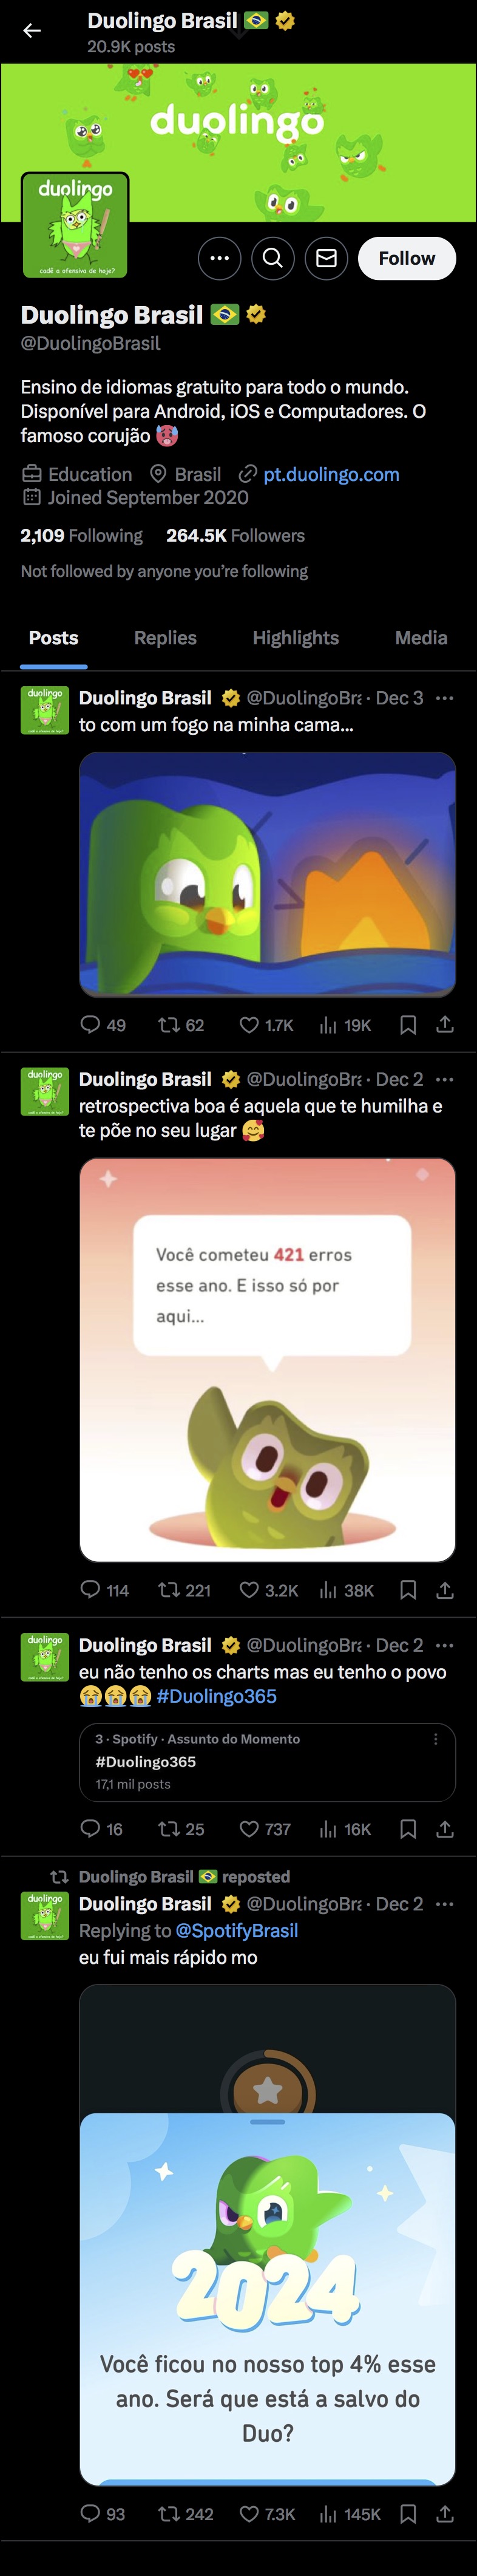 Duolingo Brasil 🇧🇷
20.9K posts
duolingo
duolingo
cadê a ofensiva de hoje?
Follow
Duolingo Brasil 🇧🇷
@DuolingoBrasil
Ensino de idiomas gratuito para todo o mundo.
Disponível para Android, iOS e Computadores. O
famoso corujão 🥵
Education Brasil pt.duolingo.com
Joined September 2020
2,109 Following 264.5K Followers
Not followed by anyone you're following
Posts Replies Highlights Media
duolingo
Duolingo Brasil @DuolingoBra · Dec 3
to com um fogo na minha cama...
49 62 1.7K 19K
duolingo
Duolingo Brasil @DuolingoBra · Dec 2
retrospectiva boa é aquela que te humilha e
te põe no seu lugar 🥰
Você cometeu 421 erros
esse ano. E isso só por
aqui...
114 221 3.2K 38K
duolingo
Duolingo Brasil @DuolingoBra · Dec 2
eu não tenho os charts mas eu tenho o povo
😭😭😭 #Duolingo365
3 · Spotify · Assunto do Momento
#Duolingo365
17,1 mil posts
16 25 737 16K
Duolingo Brasil 🇧🇷 reposted
duolingo
Duolingo Brasil @DuolingoBra · Dec 2
Replying to @SpotifyBrasil
eu fui mais rápido mo
2024
Você ficou no nosso top 4% esse
ano. Será que está a salvo do
Duo?
93 242 7.3K 145K